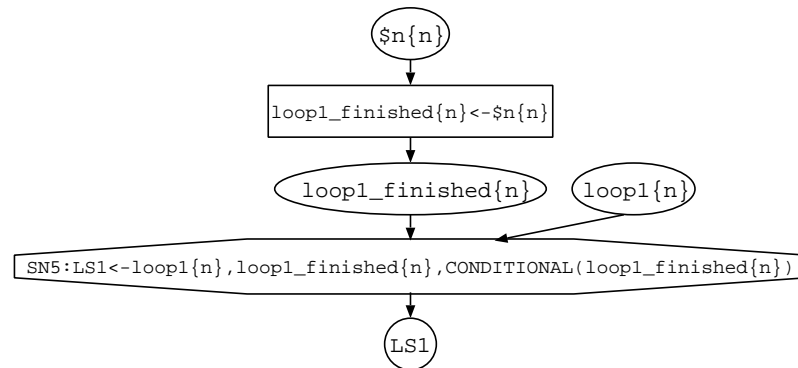 $n{n}
loop1_finished{n}<-$n{n}
loop1_finished{n}
loop1{n}
SN5:LS1<-loop1{n},loop1_finished{n},CONDITIONAL(loop1_finished{n})
LS1